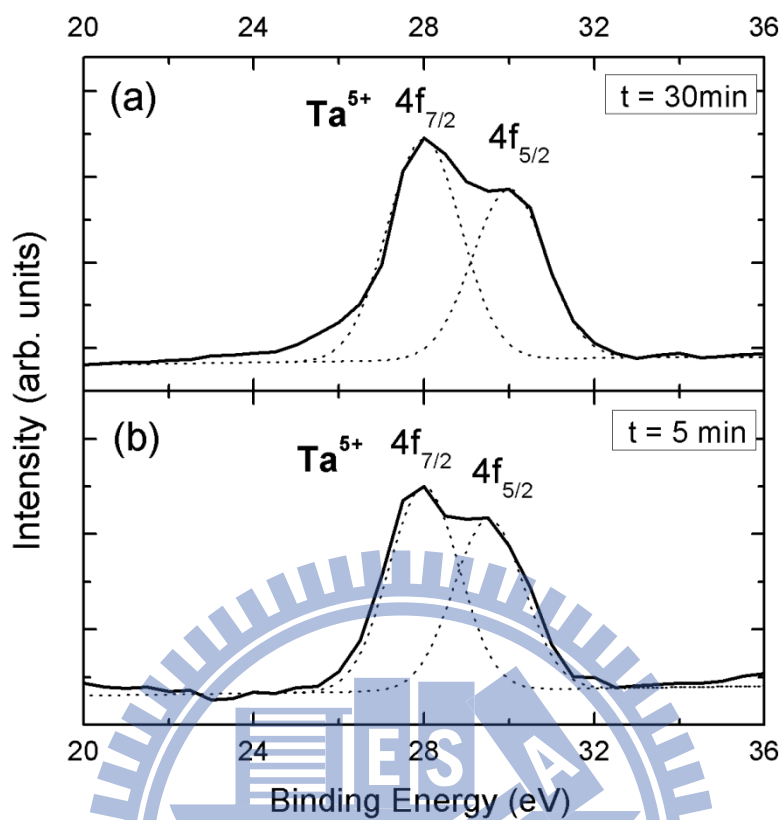 20 24 28 32 36
(a) Ta5+ 4f7/2 4f5/2 t = 30min
Intensity (arb. units)
(b) Ta5+ 4f7/2 4f5/2 t = 5 min
ESA
20 24 28 32 36
Binding Energy (eV)